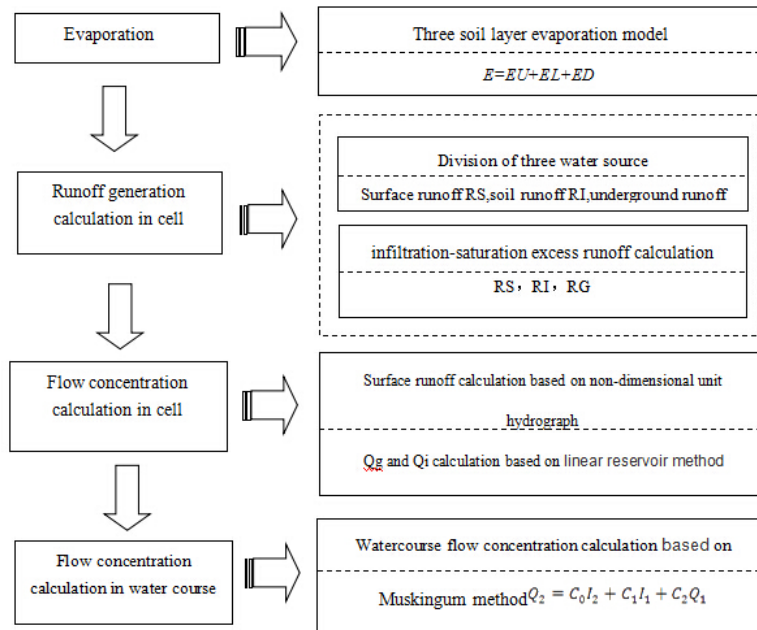 Evaporation
Three soil layer evaporation model
E=EU+EL+ED
Runoff generation
calculation in cell
Division of three water source
Surface runoff RS,soil runoff RI,underground runoff
infiltration-saturation excess runoff calculation
RS，RI，RG
Flow concentration
calculation in cell
Surface runoff calculation based on non-dimensional unit
hydrograph
Qg and Qi calculation based on linear reservoir method
Flow concentration
calculation in water course
Watercourse flow concentration calculation based on
Muskingum method Q₂ = C₀I₂ + C₁I₁ + C₂Q₁